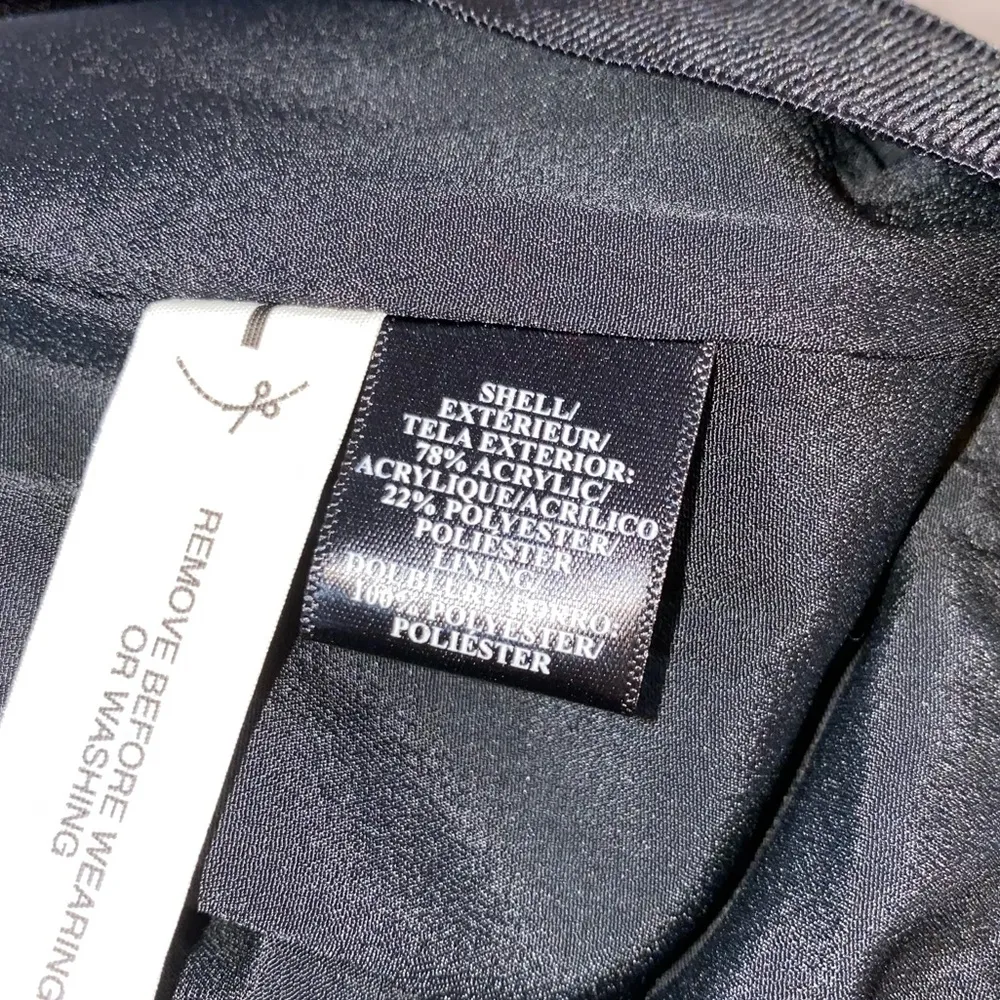 SHELL/
EXTÉRIEUR/
TELA EXTERIOR:
78% ACRYLIC/
ACRYLIQUE/ACRÍLICO
22% POLYESTER/
POLIESTER
LINING
DOUBLURE FORRO
100% POLYESTER/
POLIESTER
REMOVE BEFORE WEARING
OR WASHING